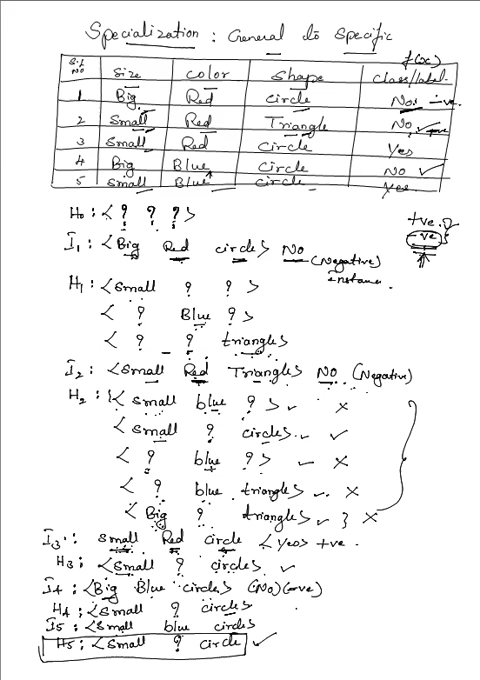 Specialization : General to Specific
f(x)
S.L NO Size color shape class/label
1 Big Red circle No. -ve
2 Small Red Triangle No
3 Small Red Circle Yes
4 Big Blue Circle NO ✓
5 small Blue circle Yes
H₀ : < ? ? ? >
+ve
I₁ : < Big Red circle > No (Negative) instance.
-ve
H₁ : < small ? ? >
< ? Blue ? >
< ? ? triangle >
I₂ : < Small Red Triangle > NO (Negative)
H₂ : { < small blue ? > ✓ ×
< small ? circle > ✓ ✓
< ? blue ? > ✓ ×
< ? blue triangle > ✓ ×
< Big ? triangle > ✓ } ×
I₃ : small Red circle < yes > +ve
H₃ : < Small ? circle > ✓
I4 : < Big Blue circle > (No) (-ve)
H₄ : < Small ? circle >
I5 : < Small blue circle >
H5 : < Small ? circle ✓